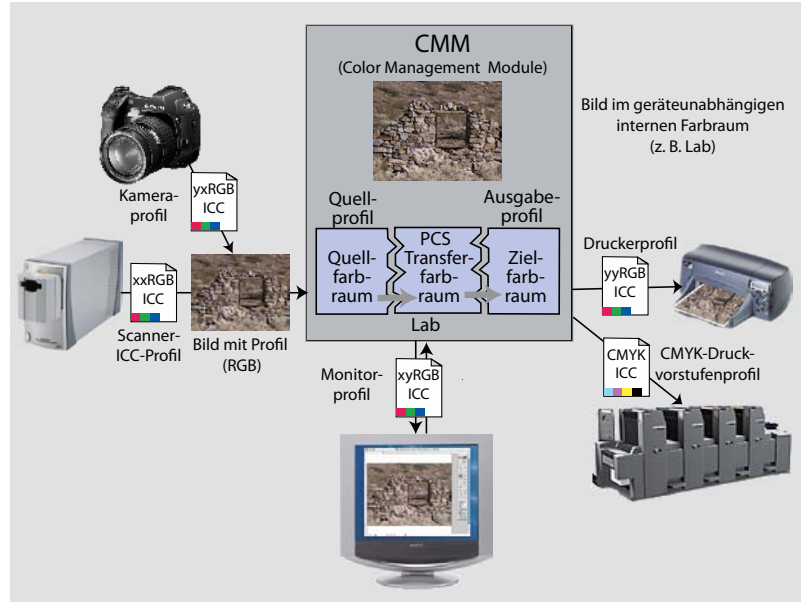 CMM
(Color Management Module)
Bild im geräteunabhängigen
internen Farbraum
(z. B. Lab)
Kamera-
profil
yxRGB
ICC
Quell-
profil
Ausgabe-
profil
Quell-
farb-
raum
PCS
Transfer-
farb-
raum
Ziel-
farb-
raum
Lab
xxRGB
ICC
Scanner-
ICC-Profil
Bild mit Profil
(RGB)
Druckerprofil
yyRGB
ICC
Monitor-
profil
xyRGB
ICC
CMYK
ICC
CMYK-Druck-
vorstufenprofil